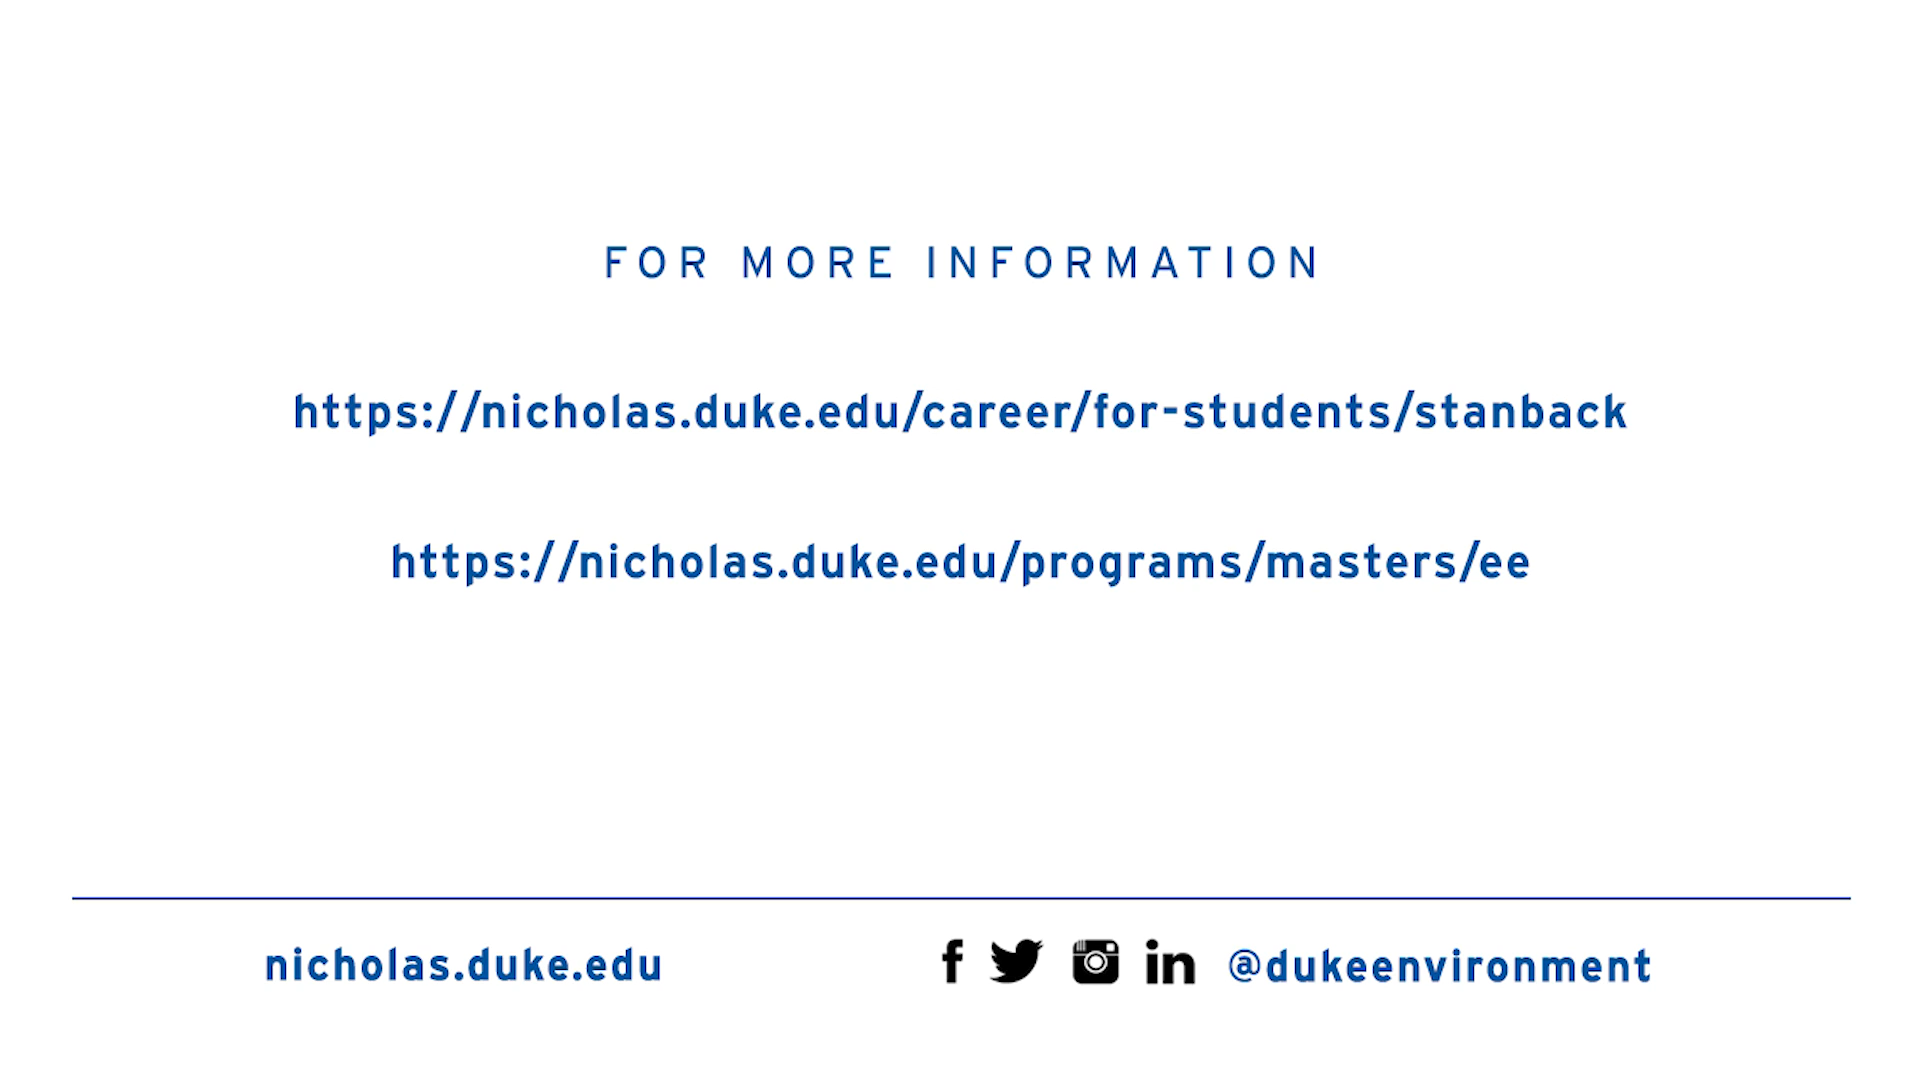 FOR MORE INFORMATION
https://nicholas.duke.edu/career/for-students/stanback
https://nicholas.duke.edu/programs/masters/ee
nicholas.duke.edu
@dukeenvironment